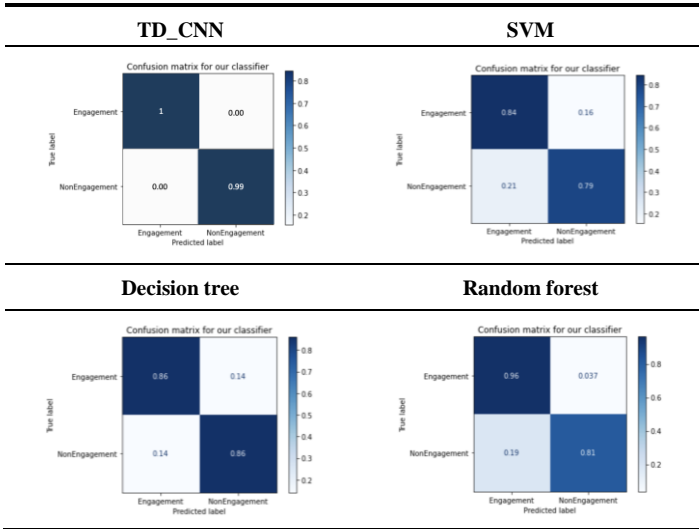 TD_CNN SVM
Confusion matrix for our classifier
Engagement 1 0.00
NonEngagement 0.00 0.99
True label
Engagement NonEngagement
Predicted label
0.8
0.7
0.6
0.5
0.4
0.3
0.2
Confusion matrix for our classifier
Engagement 0.84 0.16
NonEngagement 0.21 0.79
True label
Engagement NonEngagement
Predicted label
0.8
0.7
0.6
0.5
0.4
0.3
0.2
Decision tree Random forest
Confusion matrix for our classifier
Engagement 0.86 0.14
NonEngagement 0.14 0.86
True label
Engagement NonEngagement
Predicted label
0.8
0.7
0.6
0.5
0.4
0.3
0.2
Confusion matrix for our classifier
Engagement 0.96 0.037
NonEngagement 0.19 0.81
True label
Engagement NonEngagement
Predicted label
0.8
0.6
0.4
0.2